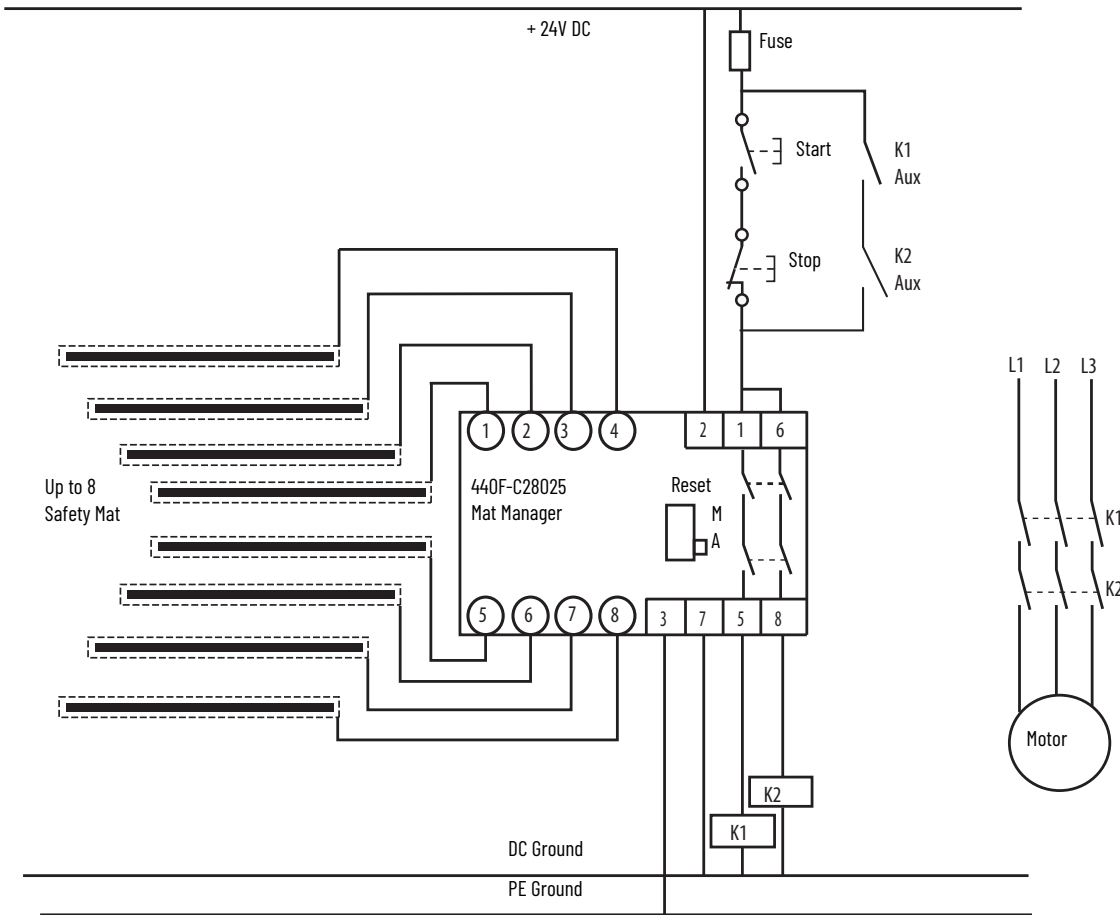 + 24V DC
Fuse
Start
K1
Aux
Stop
K2
Aux
L1 L2 L3
1 2 3 4
2 1 6
Up to 8
Safety Mat
440F-C28025
Mat Manager
Reset
M
A
K1
K2
5 6 7 8
3 7 5 8
Motor
K2
K1
DC Ground
PE Ground